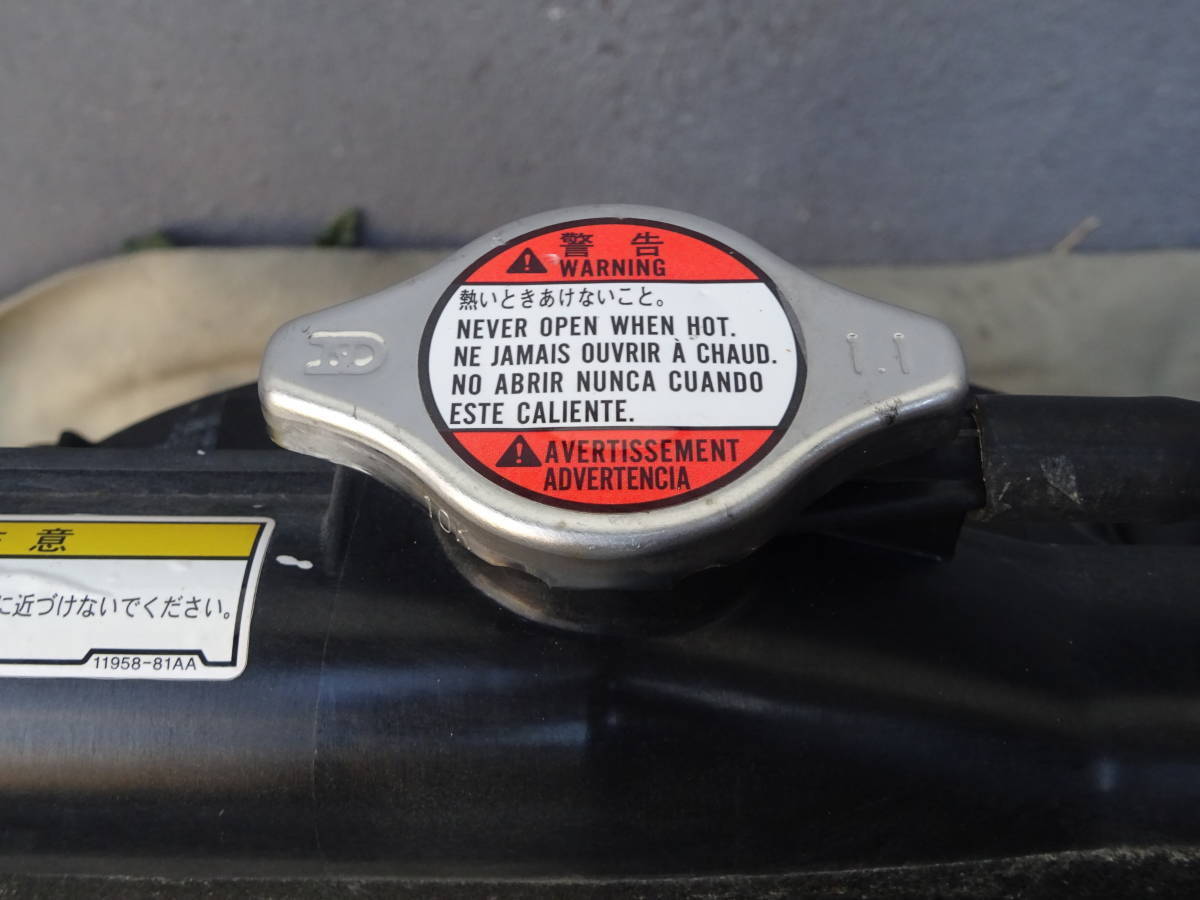 警 告
WARNING
熱いときあけないこと。
NEVER OPEN WHEN HOT.
NE JAMAIS OUVRIR À CHAUD.
NO ABRIR NUNCA CUANDO
ESTE CALIENTE.
AVERTISSEMENT
ADVERTENCIA
1.1
意
に近づけないでください。
11958-81AA